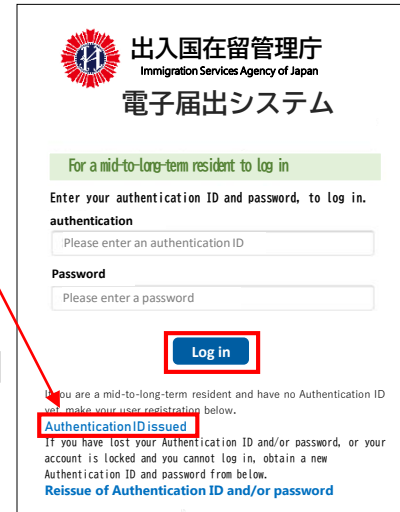 出入国在留管理庁
Immigration Services Agency of Japan
電子届出システム
For a mid-to-long-term resident to log in
Enter your authentication ID and password, to log in.
authentication
Please enter an authentication ID
Password
Please enter a password
Log in
If you are a mid-to-long-term resident and have no Authentication ID
yet, make your user registration below.
Authentication ID issued
If you have lost your Authentication ID and/or password, or your
account is locked and you cannot log in, obtain a new
Authentication ID and password from below.
Reissue of Authentication ID and/or password